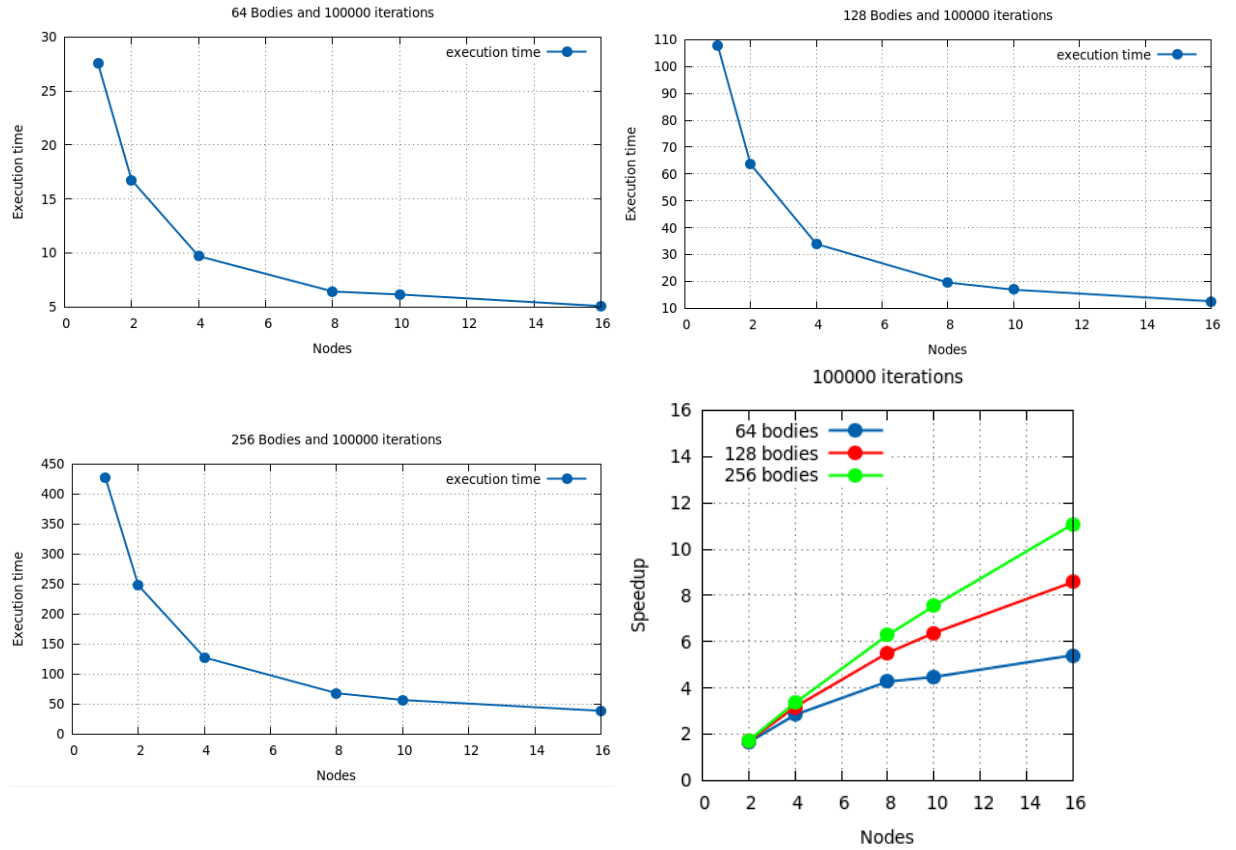 64 Bodies and 100000 iterations
execution time
30
25
20
15
10
5
Execution time
0 2 4 6 8 10 12 14 16
Nodes
128 Bodies and 100000 iterations
execution time
110
100
90
80
70
60
50
40
30
20
10
Execution time
0 2 4 6 8 10 12 14 16
Nodes
256 Bodies and 100000 iterations
execution time
450
400
350
300
250
200
150
100
50
0
Execution time
0 2 4 6 8 10 12 14 16
Nodes
100000 iterations
64 bodies
128 bodies
256 bodies
16
14
12
10
8
6
4
2
0
Speedup
0 2 4 6 8 10 12 14 16
Nodes